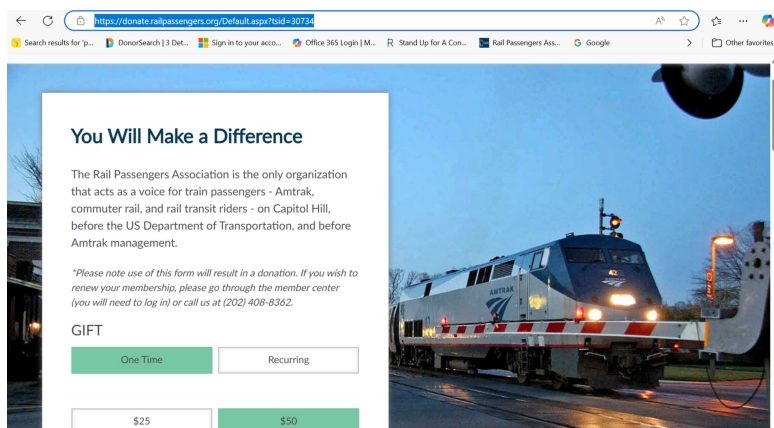 https://donate.railpassengers.org/Default.aspx?tsid=30734
Search results for 'p... DonorSearch | 3 Det... Sign in to your acco... Office 365 Login | M... R Stand Up for A Con... Rail Passengers Ass... Google Other favorites
You Will Make a Difference
The Rail Passengers Association is the only organization
that acts as a voice for train passengers - Amtrak,
commuter rail, and rail transit riders - on Capitol Hill,
before the US Department of Transportation, and before
Amtrak management.
*Please note use of this form will result in a donation. If you wish to
renew your membership, please go through the member center
(you will need to log in) or call us at (202) 408-8362.
GIFT
One Time Recurring
$25 $50
42
AMTRAK